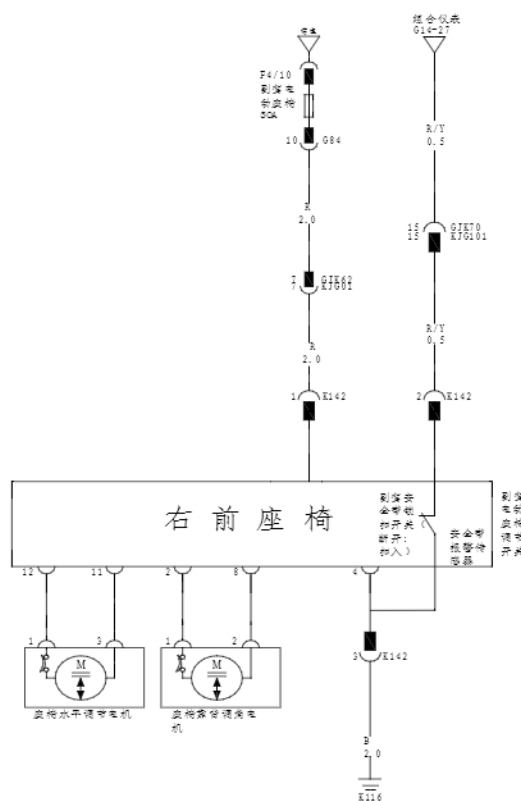 常电
组合仪表
G14-27
F4/10
副驾电
动座椅
30A
10 G84
R/Y
0.5
R
2.0
15 GJK70
15 KJG101
7 GJK62
7 KJG01
R/Y
0.5
R
2.0
1 K142
2 K142
右前座椅
副驾安
全带锁
扣开关(
断开:
扣入)
安全带
报警传
感器
副驾
电动
座椅
调节
开关
12 11 2 8 4
1 3 1 2
M M
座椅水平调节电机
座椅靠背调角电
机
3 K142
B
2.0
K116